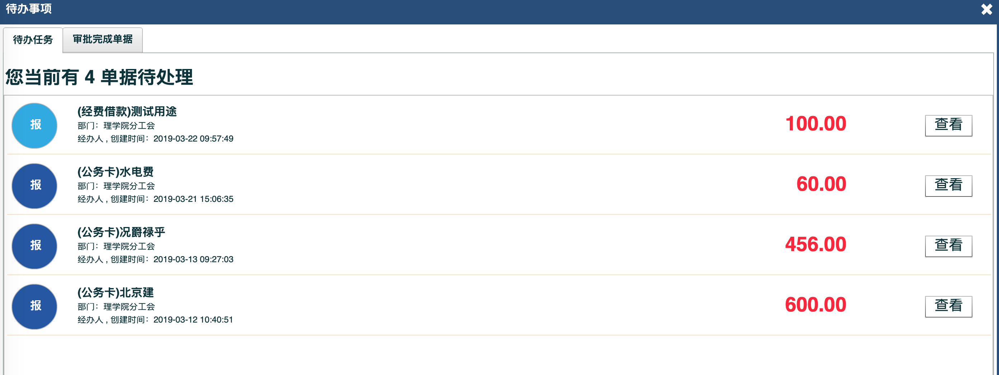 待办事项
待办任务
审批完成单据
您当前有 4 单据待处理
报
(经费借款)测试用途
部门：理学院分工会
经办人 , 创建时间：2019-03-22 09:57:49
100.00
查看
报
(公务卡)水电费
部门：理学院分工会
经办人 , 创建时间：2019-03-21 15:06:35
60.00
查看
报
(公务卡)况爵禄乎
部门：理学院分工会
经办人 , 创建时间：2019-03-13 09:27:03
456.00
查看
报
(公务卡)北京建
部门：理学院分工会
经办人 , 创建时间：2019-03-12 10:40:51
600.00
查看